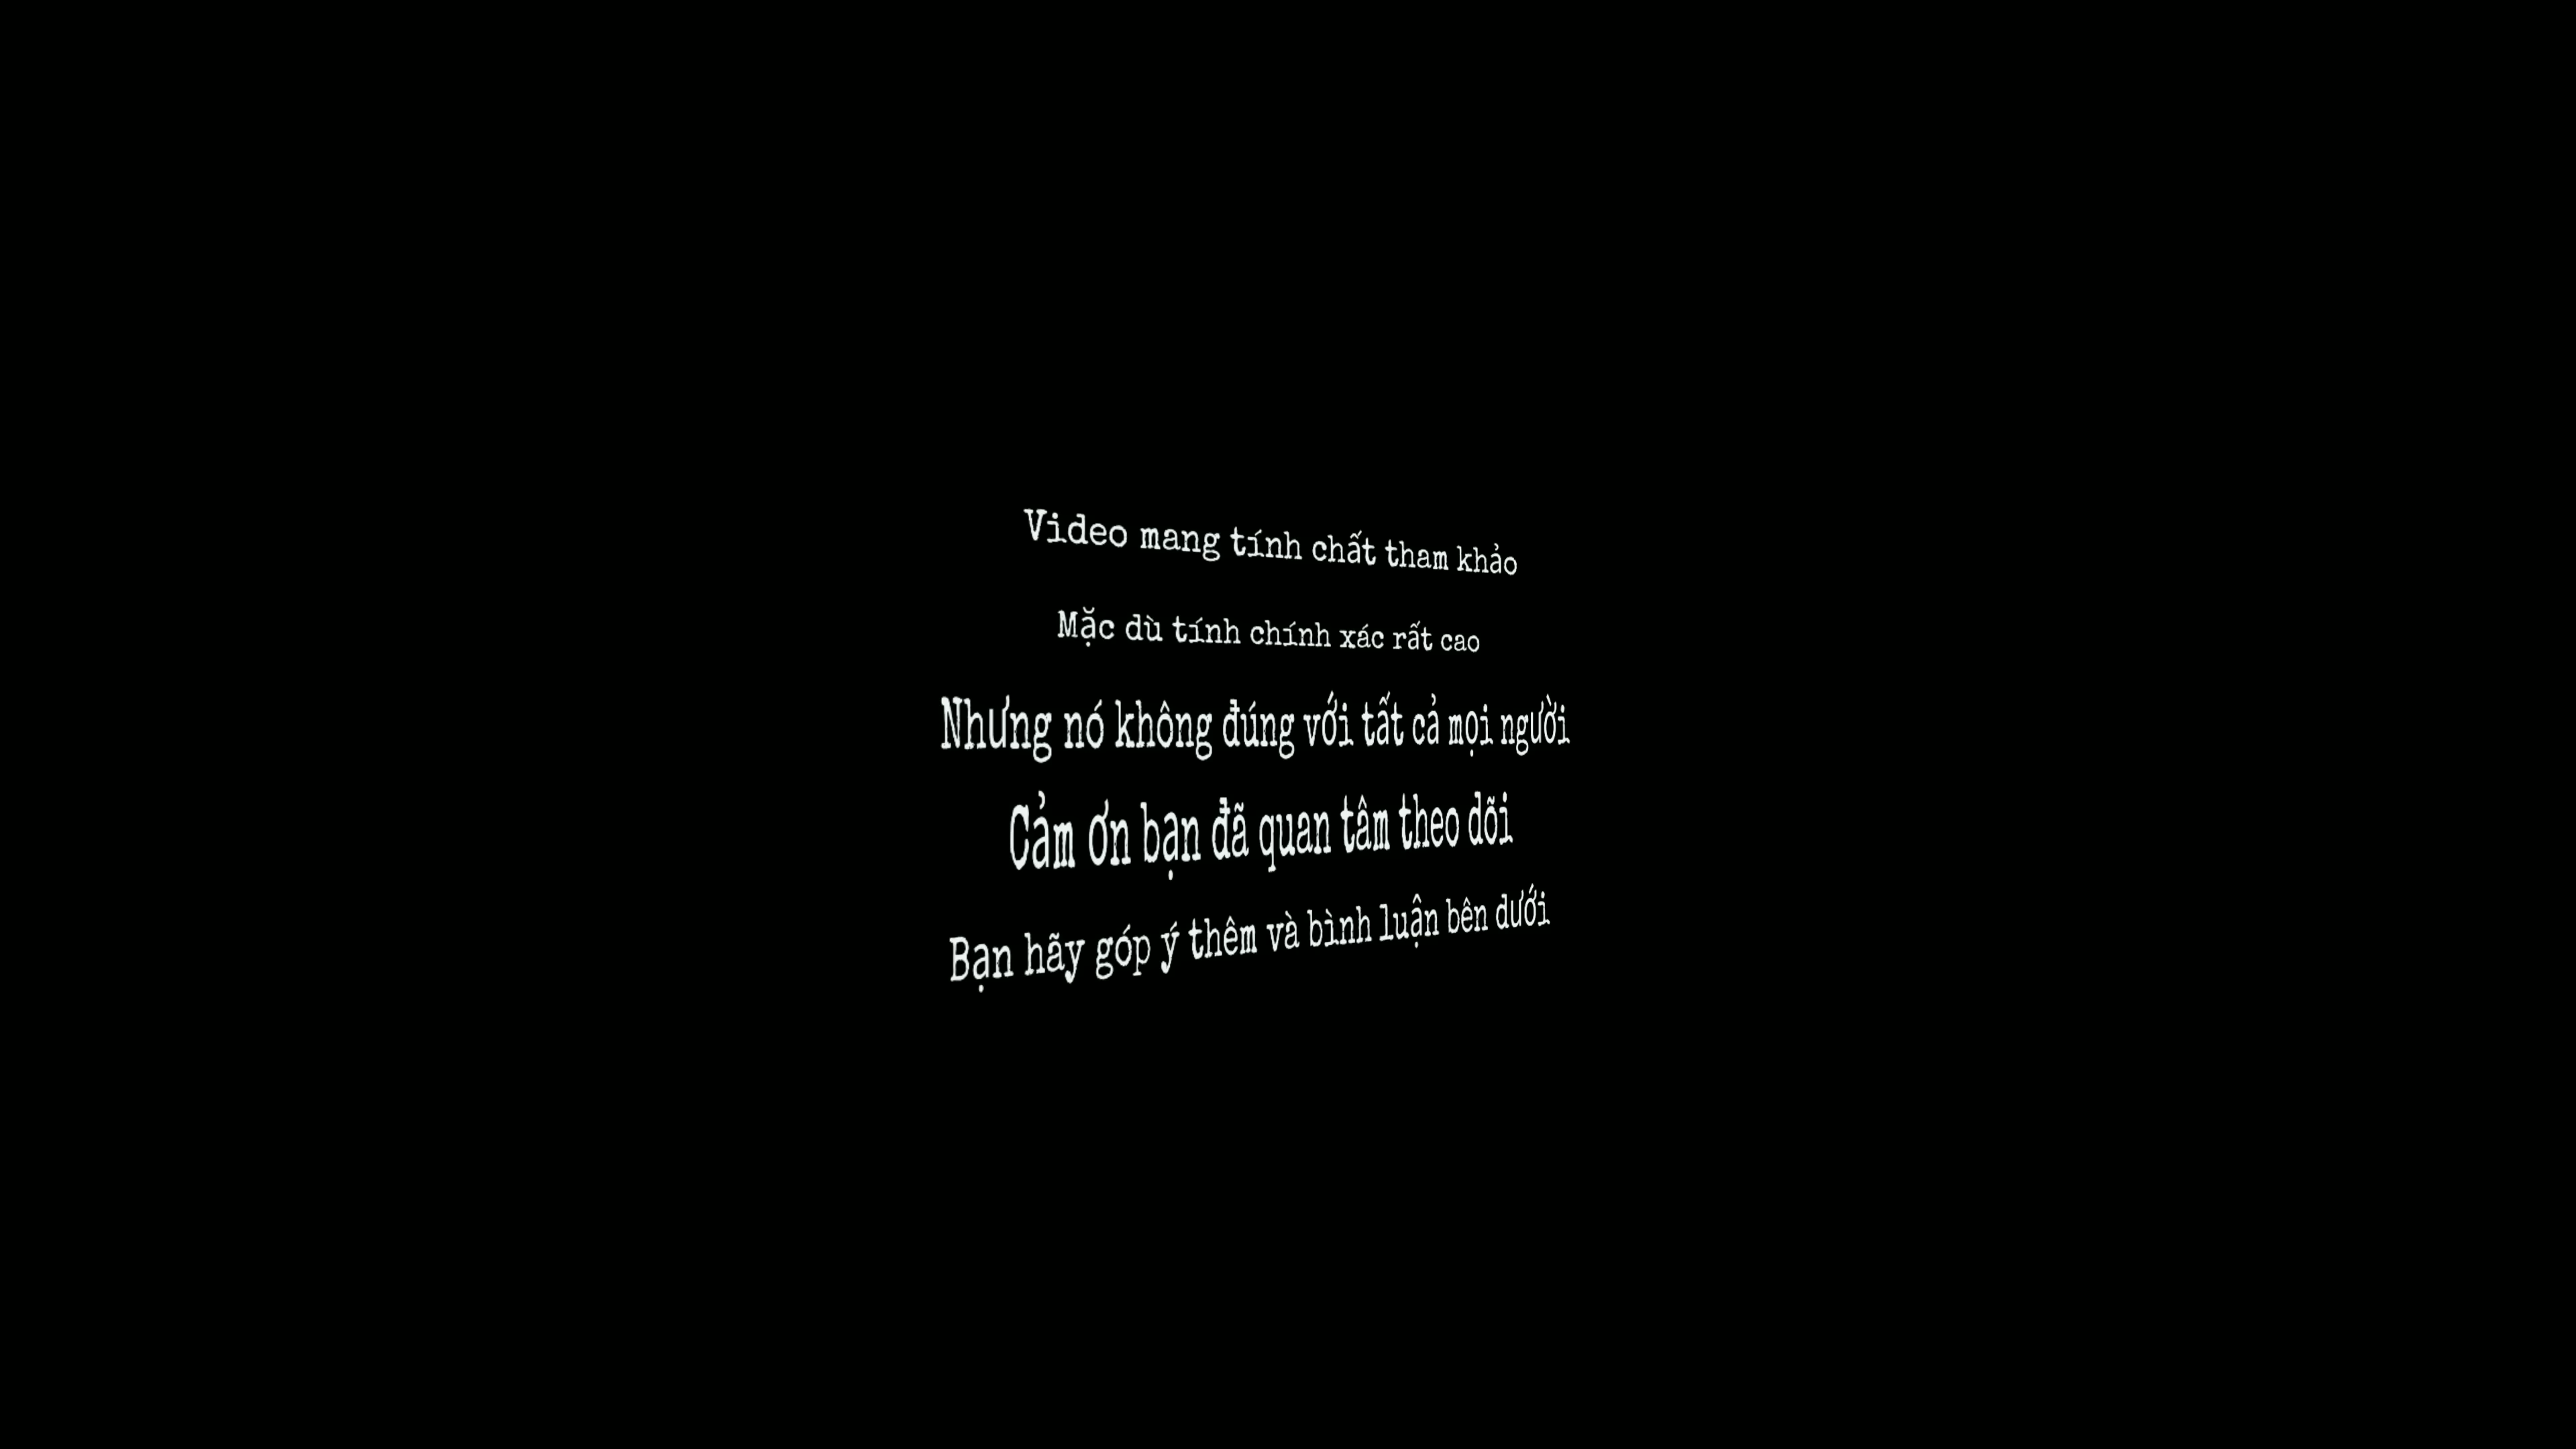 Video mang tính chất tham khảo
Mặc dù tính chính xác rất cao
Nhưng nó không đúng với tất cả mọi người
Cảm ơn bạn đã quan tâm theo dõi
Bạn hãy góp ý thêm và bình luận bên dưới